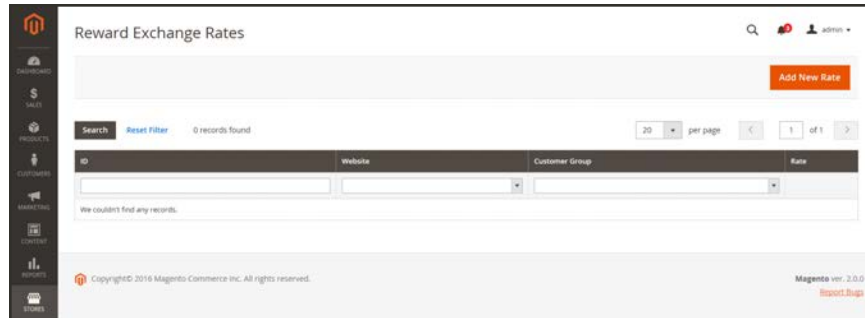 Reward Exchange Rates
admin
DASHBOARD
Add New Rate
SALES
Search Reset Filter 0 records found 20 per page 1 of 1
PRODUCTS
ID Website Customer Group Rate
CUSTOMERS
We couldn't find any records.
MARKETING
CONTENT
Copyright© 2016 Magento Commerce Inc. All rights reserved. Magento ver. 2.0.0
Report Bugs
REPORTS
STORES